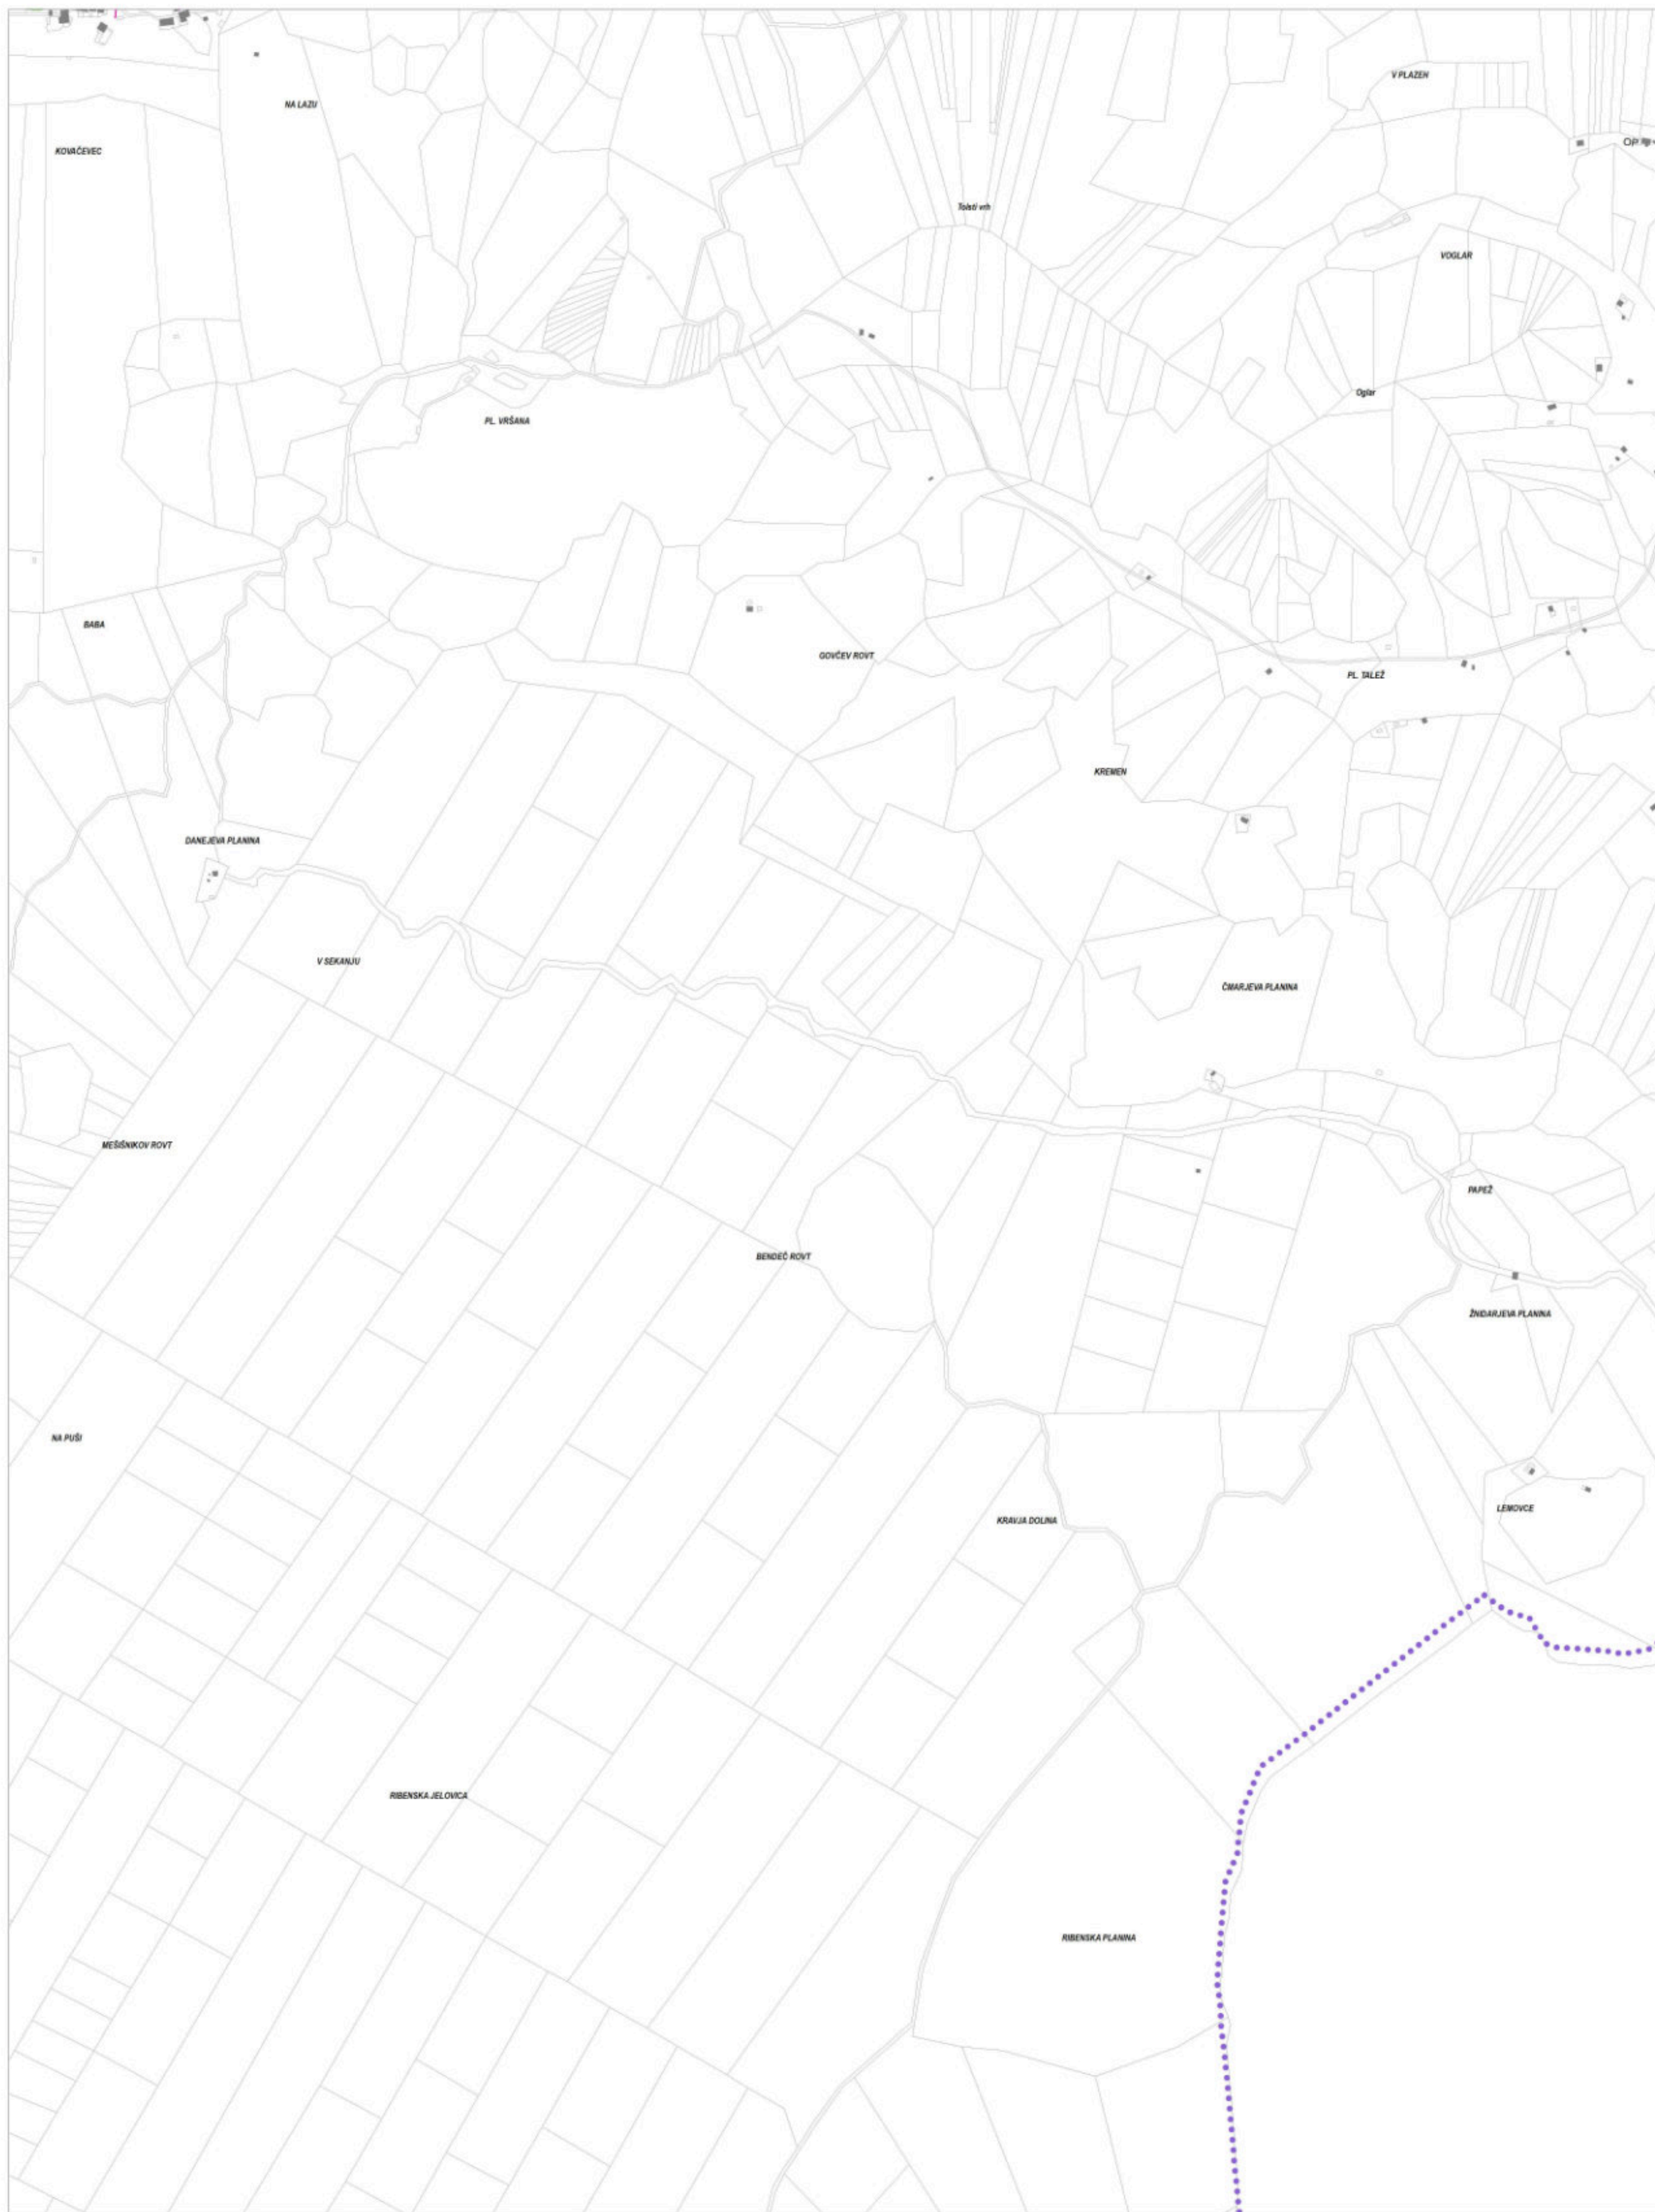 V PLAZEH
NA LAZU
KOVAČEVEC
Tolsti vrh
VOGLAR
Oglar
PL. VRŠANA
BABA
GOVČEV ROVT
PL. TALEŽ
KREMEN
DANEJEVA PLANINA
V SEKANJU
ČMARJEVA PLANINA
MEŠIŠNIKOV ROVT
PAPEŽ
BENDEČ ROVT
ŽNIDARJEVA PLANINA
NA PUŠI
LEMOVCE
KRAVJA DOLINA
RIBENSKA JELOVICA
RIBENSKA PLANINA